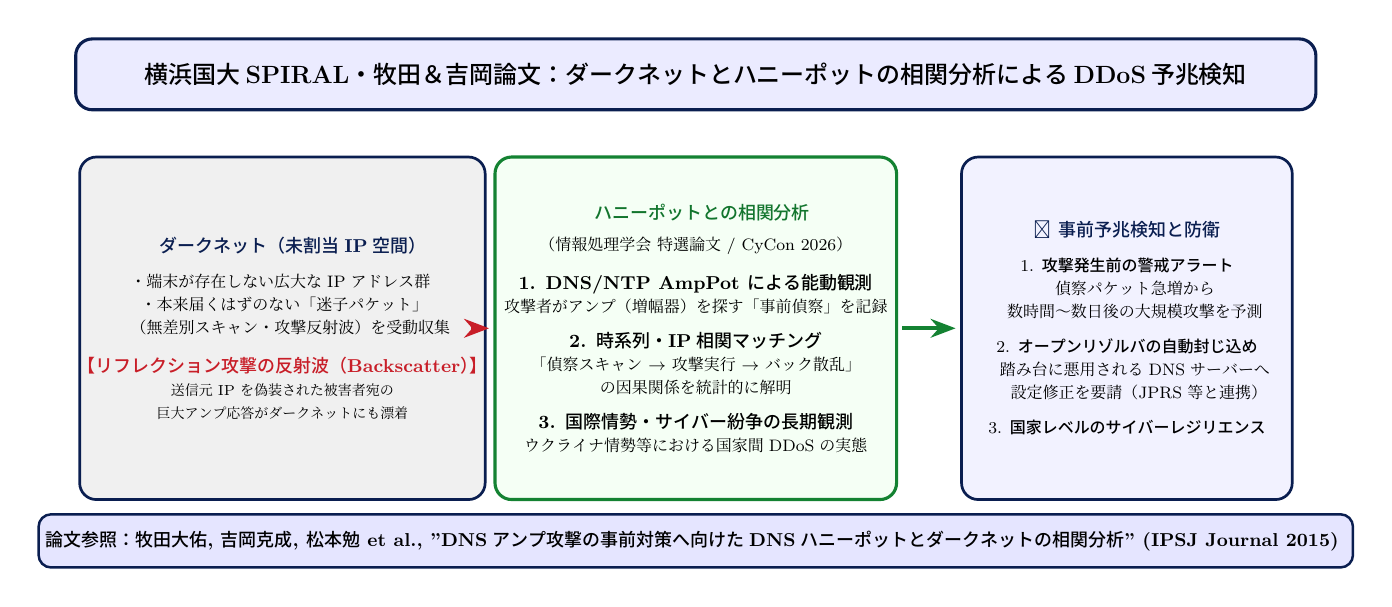 横浜国大 SPIRAL・牧田＆吉岡論文：ダークネットとハニーポットの相関分析による DDoS 予兆検知
ダークネット（未割当 IP 空間）
・端末が存在しない広大な IP アドレス群
・本来届くはずのない「迷子パケット」
（無差別スキャン・攻撃反射波）を受動収集
【リフレクション攻撃の反射波（Backscatter）】
送信元 IP を偽装された被害者宛の
巨大アンプ応答がダークネットにも漂着
ハニーポットとの相関分析
（情報処理学会 特選論文 / CyCon 2026）
1. DNS/NTP AmpPot による能動観測
攻撃者がアンプ（増幅器）を探す「事前偵察」を記録
2. 時系列・IP 相関マッチング
「偵察スキャン → 攻撃実行 → バック散乱」
の因果関係を統計的に解明
3. 国際情勢・サイバー紛争の長期観測
ウクライナ情勢等における国家間 DDoS の実態
事前予兆検知と防衛
1. 攻撃発生前の警戒アラート
偵察パケット急増から
数時間～数日後の大規模攻撃を予測
2. オープンリゾルバの自動封じ込め
踏み台に悪用される DNS サーバーへ
設定修正を要請（JPRS 等と連携）
3. 国家レベルのサイバーレジリエンス
論文参照：牧田大佑, 吉岡克成, 松本勉 et al., ”DNS アンプ攻撃の事前対策へ向けた DNS ハニーポットとダークネットの相関分析” (IPSJ Journal 2015)